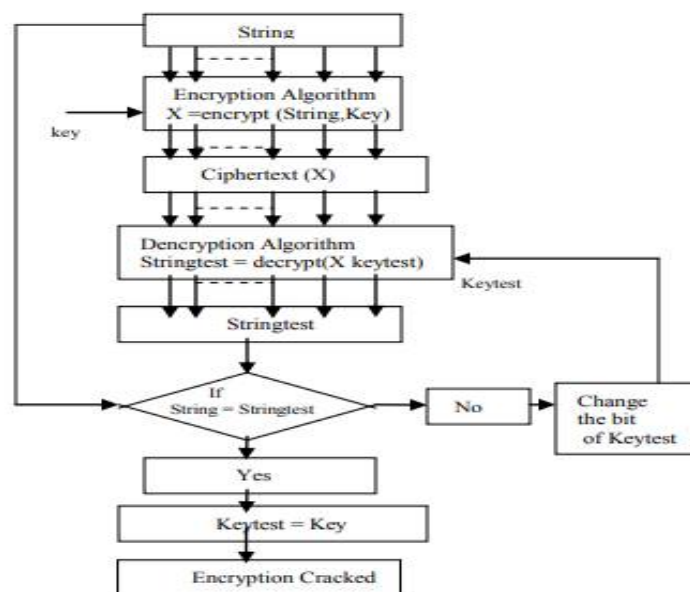 String
Encryption Algorithm
X =encrypt (String,Key)
key
Ciphertext (X)
Dencryption Algorithm
Stringtest = decrypt(X keytest)
Keytest
Stringtest
If
String = Stringtest
No
Change
the bit
of Keytest
Yes
Keytest = Key
Encryption Cracked